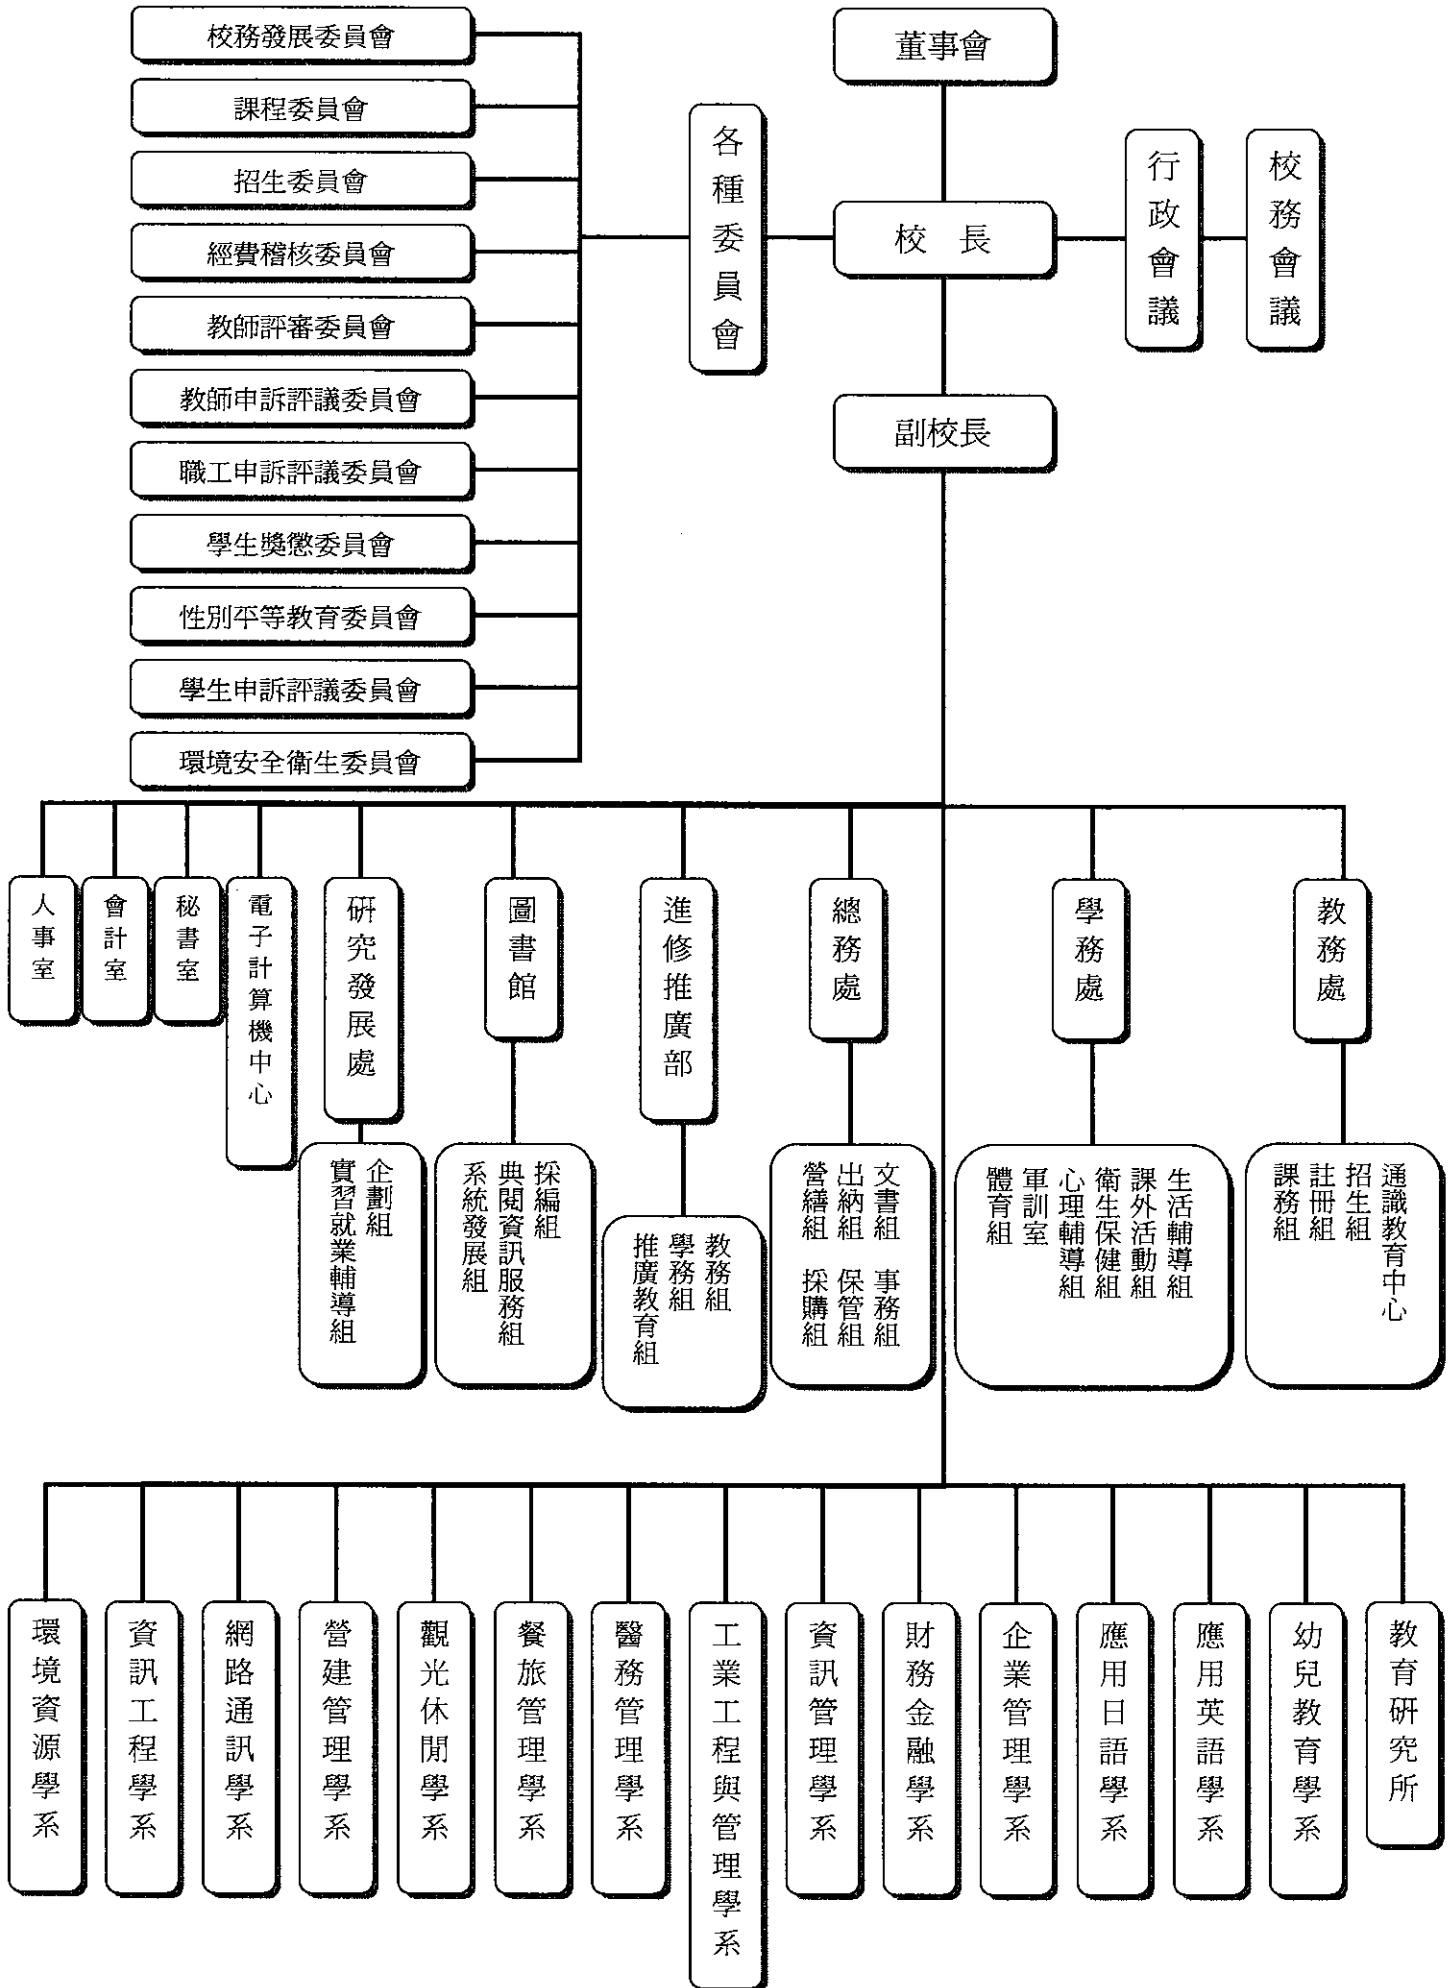 董事會
校長
副校長
校務會議
行政會議
各種委員會
校務發展委員會
課程委員會
招生委員會
經費稽核委員會
教師評審委員會
教師申訴評議委員會
職工申訴評議委員會
學生獎懲委員會
性別平等教育委員會
學生申訴評議委員會
環境安全衛生委員會
教務處
學務處
總務處
進修推廣部
圖書館
研究發展處
電子計算機中心
秘書室
會計室
人事室
通識教育中心
招生組
註冊組
課務組
生活輔導組
課外活動組
衛生保健組
心理輔導組
軍訓室
體育組
文書組 事務組
出納組 保管組
營繕組 採購組
教務組
學務組
推廣教育組
採編組
典閱資訊服務組
系統發展組
企劃組
實習就業輔導組
教育研究所
幼兒教育學系
應用英語學系
應用日語學系
企業管理學系
財務金融學系
資訊管理學系
工業工程與管理學系
醫務管理學系
餐旅管理學系
觀光休閒學系
營建管理學系
網路通訊學系
資訊工程學系
環境資源學系